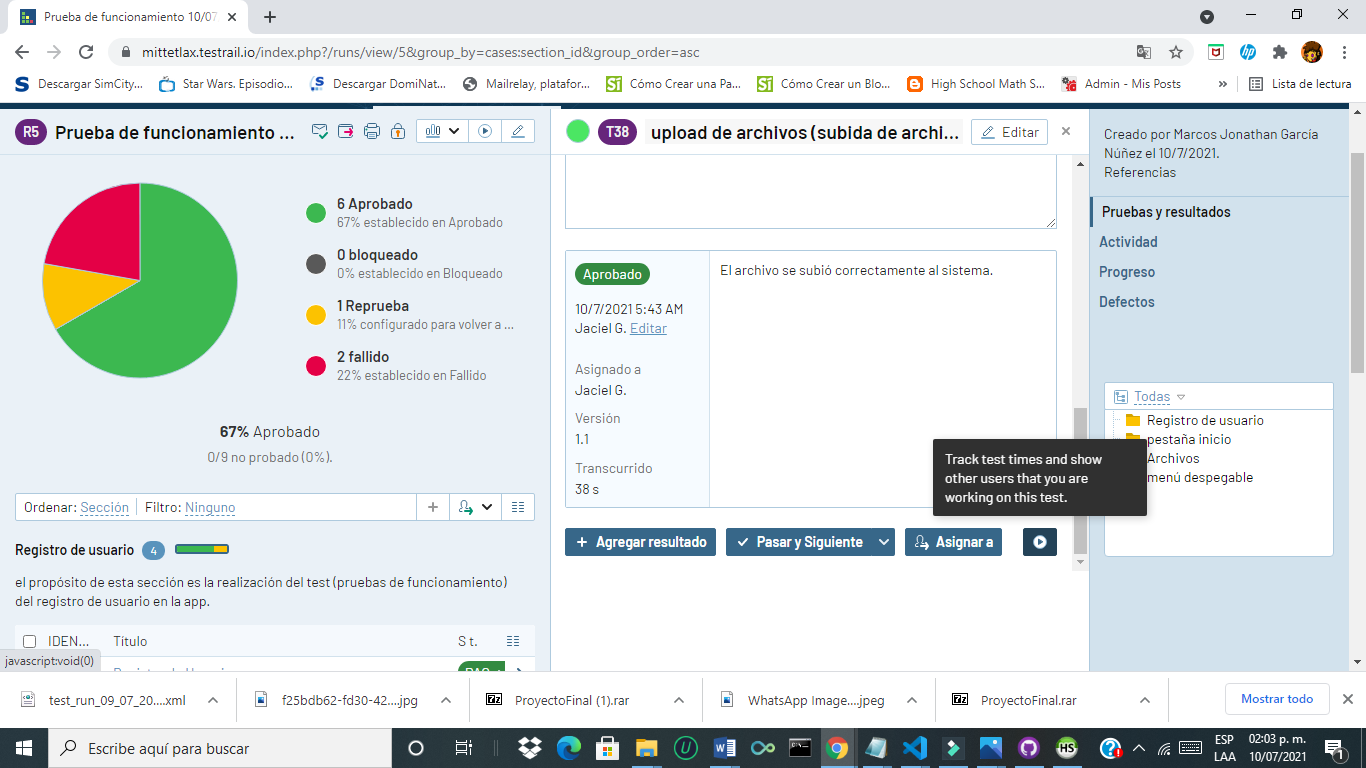 Prueba de funcionamiento 10/07
mittetlax.testrail.io/index.php?/runs/view/5&group_by=cases:section_id&group_order=asc
Descargar SimCity...
Star Wars. Episodio...
Descargar DomiNat...
Mailrelay, platafor...
Cómo Crear una Pa...
Cómo Crear un Blo...
High School Math S...
Admin - Mis Posts
»
Lista de lectura
R5 Prueba de funcionamiento ...
6 Aprobado
67% establecido en Aprobado
0 bloqueado
0% establecido en Bloqueado
1 Reprueba
11% configurado para volver a ...
2 fallido
22% establecido en Fallido
67% Aprobado
0/9 no probado (0%).
Ordenar: Sección Filtro: Ninguno
Registro de usuario 4
el propósito de esta sección es la realización del test (pruebas de funcionamiento)
del registro de usuario en la app.
IDEN... Título S t.
javascript:void(0)
T38 upload de archivos (subida de archi...
Editar
Aprobado
10/7/2021 5:43 AM
Jaciel G. Editar
Asignado a
Jaciel G.
Versión
1.1
Transcurrido
38 s
El archivo se subió correctamente al sistema.
Track test times and show
other users that you are
working on this test.
+ Agregar resultado
Pasar y Siguiente
Asignar a
Creado por Marcos Jonathan García
Núñez el 10/7/2021.
Referencias
Pruebas y resultados
Actividad
Progreso
Defectos
Todas
Registro de usuario
pestaña inicio
Archivos
menú despegable
test_run_09_07_20....xml
f25bdb62-fd30-42....jpg
ProyectoFinal (1).rar
WhatsApp Image....jpeg
ProyectoFinal.rar
Mostrar todo
Escribe aquí para buscar
ESP
LAA
02:03 p. m.
10/07/2021
1